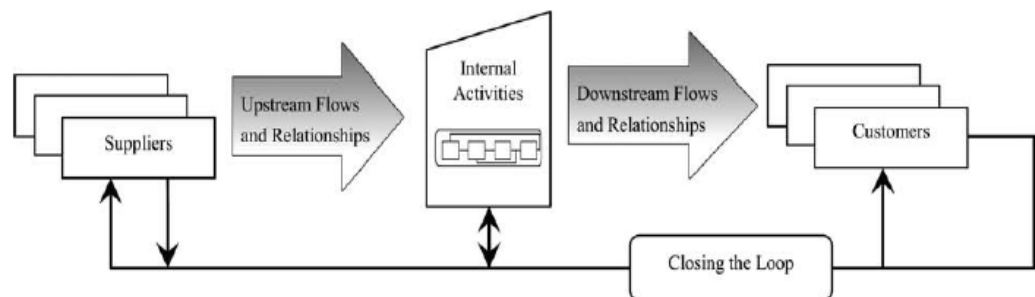 Suppliers
Upstream Flows
and Relationships
Internal
Activities
Downstream Flows
and Relationships
Customers
Closing the Loop